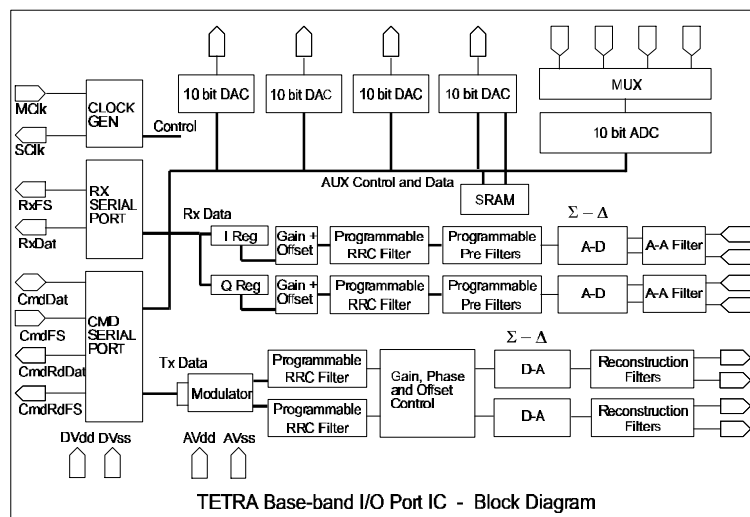 10 bit DAC
10 bit DAC
10 bit DAC
10 bit DAC
MUX
10 bit ADC
MClk
SClk
CLOCK
GEN
Control
AUX Control and Data
SRAM
RxFS
RxDat
RX
SERIAL
PORT
Rx Data
I Reg
Gain +
Offset
Programmable
RRC Filter
Programmable
Pre Filters
Σ – Δ
A-D
A-A Filter
Q Reg
Gain +
Offset
Programmable
RRC Filter
Programmable
Pre Filters
A-D
A-A Filter
CmdDat
CmdFS
CmdRdDat
CmdRdFS
CMD
SERIAL
PORT
Tx Data
Modulator
Programmable
RRC Filter
Programmable
RRC Filter
Gain, Phase
and Offset
Control
Σ – Δ
D-A
D-A
Reconstruction
Filters
Reconstruction
Filters
DVdd DVss
AVdd AVss
TETRA Base-band I/O Port IC - Block Diagram